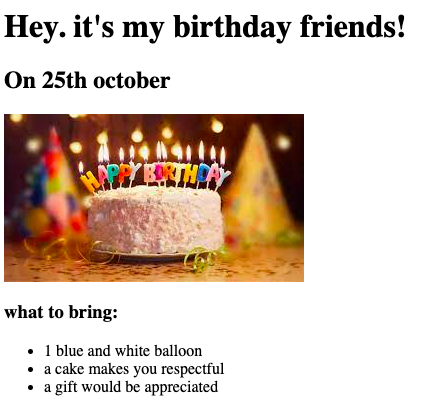 Hey. it's my birthday friends!
On 25th october
HAPPY BIRTHDAY
what to bring:
1 blue and white balloon
a cake makes you respectful
a gift would be appreciated